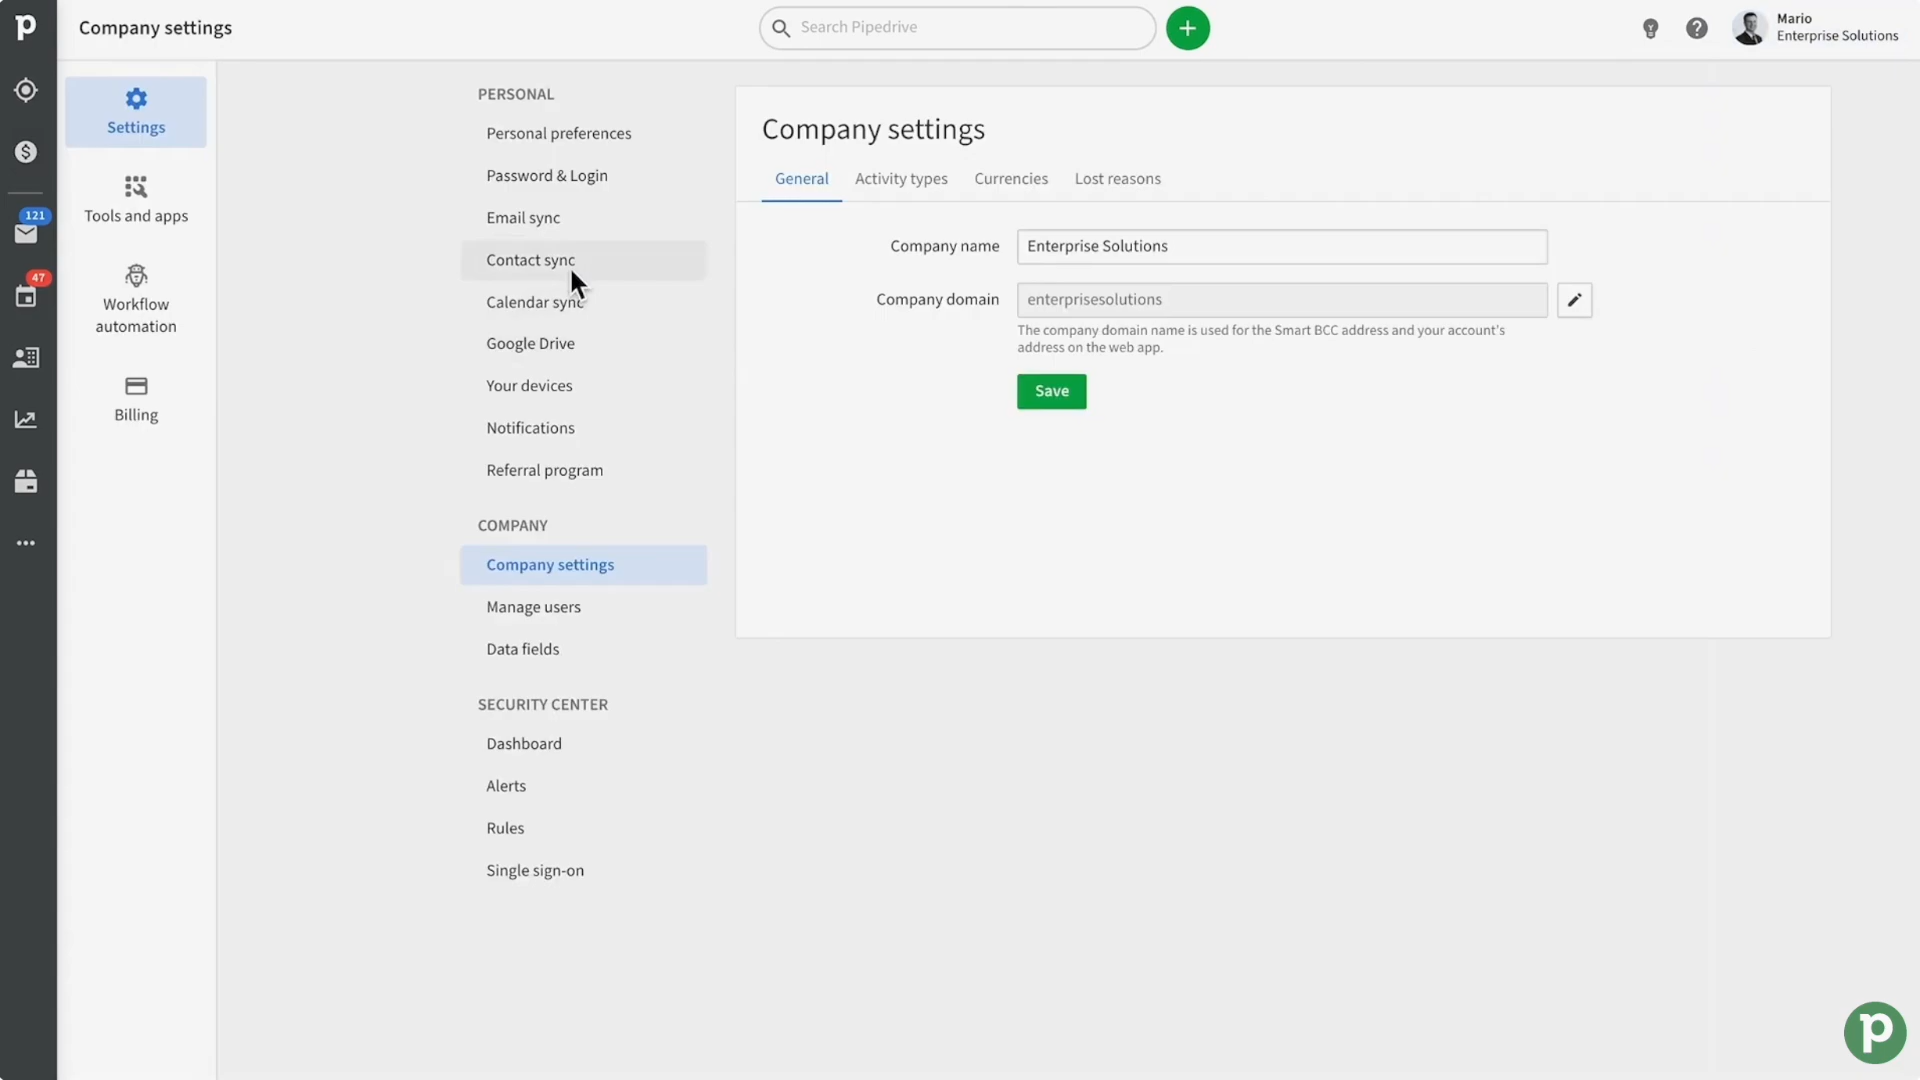 p
Company settings
Search Pipedrive
Mario
Enterprise Solutions
121
47
Settings
Tools and apps
Workflow
automation
Billing
PERSONAL
Personal preferences
Password & Login
Email sync
Contact sync
Calendar sync
Google Drive
Your devices
Notifications
Referral program
COMPANY
Company settings
Manage users
Data fields
SECURITY CENTER
Dashboard
Alerts
Rules
Single sign-on
Company settings
General Activity types Currencies Lost reasons
Company name Enterprise Solutions
Company domain enterprisesolutions
The company domain name is used for the Smart BCC address and your account's
address on the web app.
Save
p